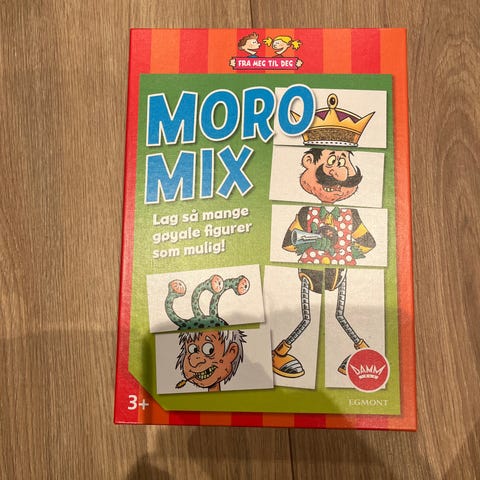 FRA MEG TIL DEG
MORO
MIX
Lag så mange
gøyale figurer
som mulig!
DAMM
3+
EGMONT